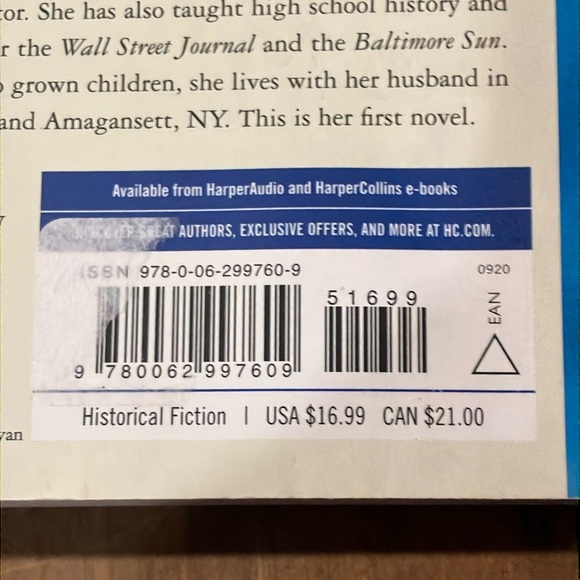 tor. She has also taught high school history and
r the Wall Street Journal and the Baltimore Sun.
grown children, she lives with her husband in
and Amagansett, NY. This is her first novel.
Available from HarperAudio and HarperCollins e-books
AUTHORS, EXCLUSIVE OFFERS, AND MORE AT HC.COM.
ISBN 978-0-06-299760-9
0920
51699
EAN
9 780062 997609
Historical Fiction | USA $16.99 CAN $21.00
van